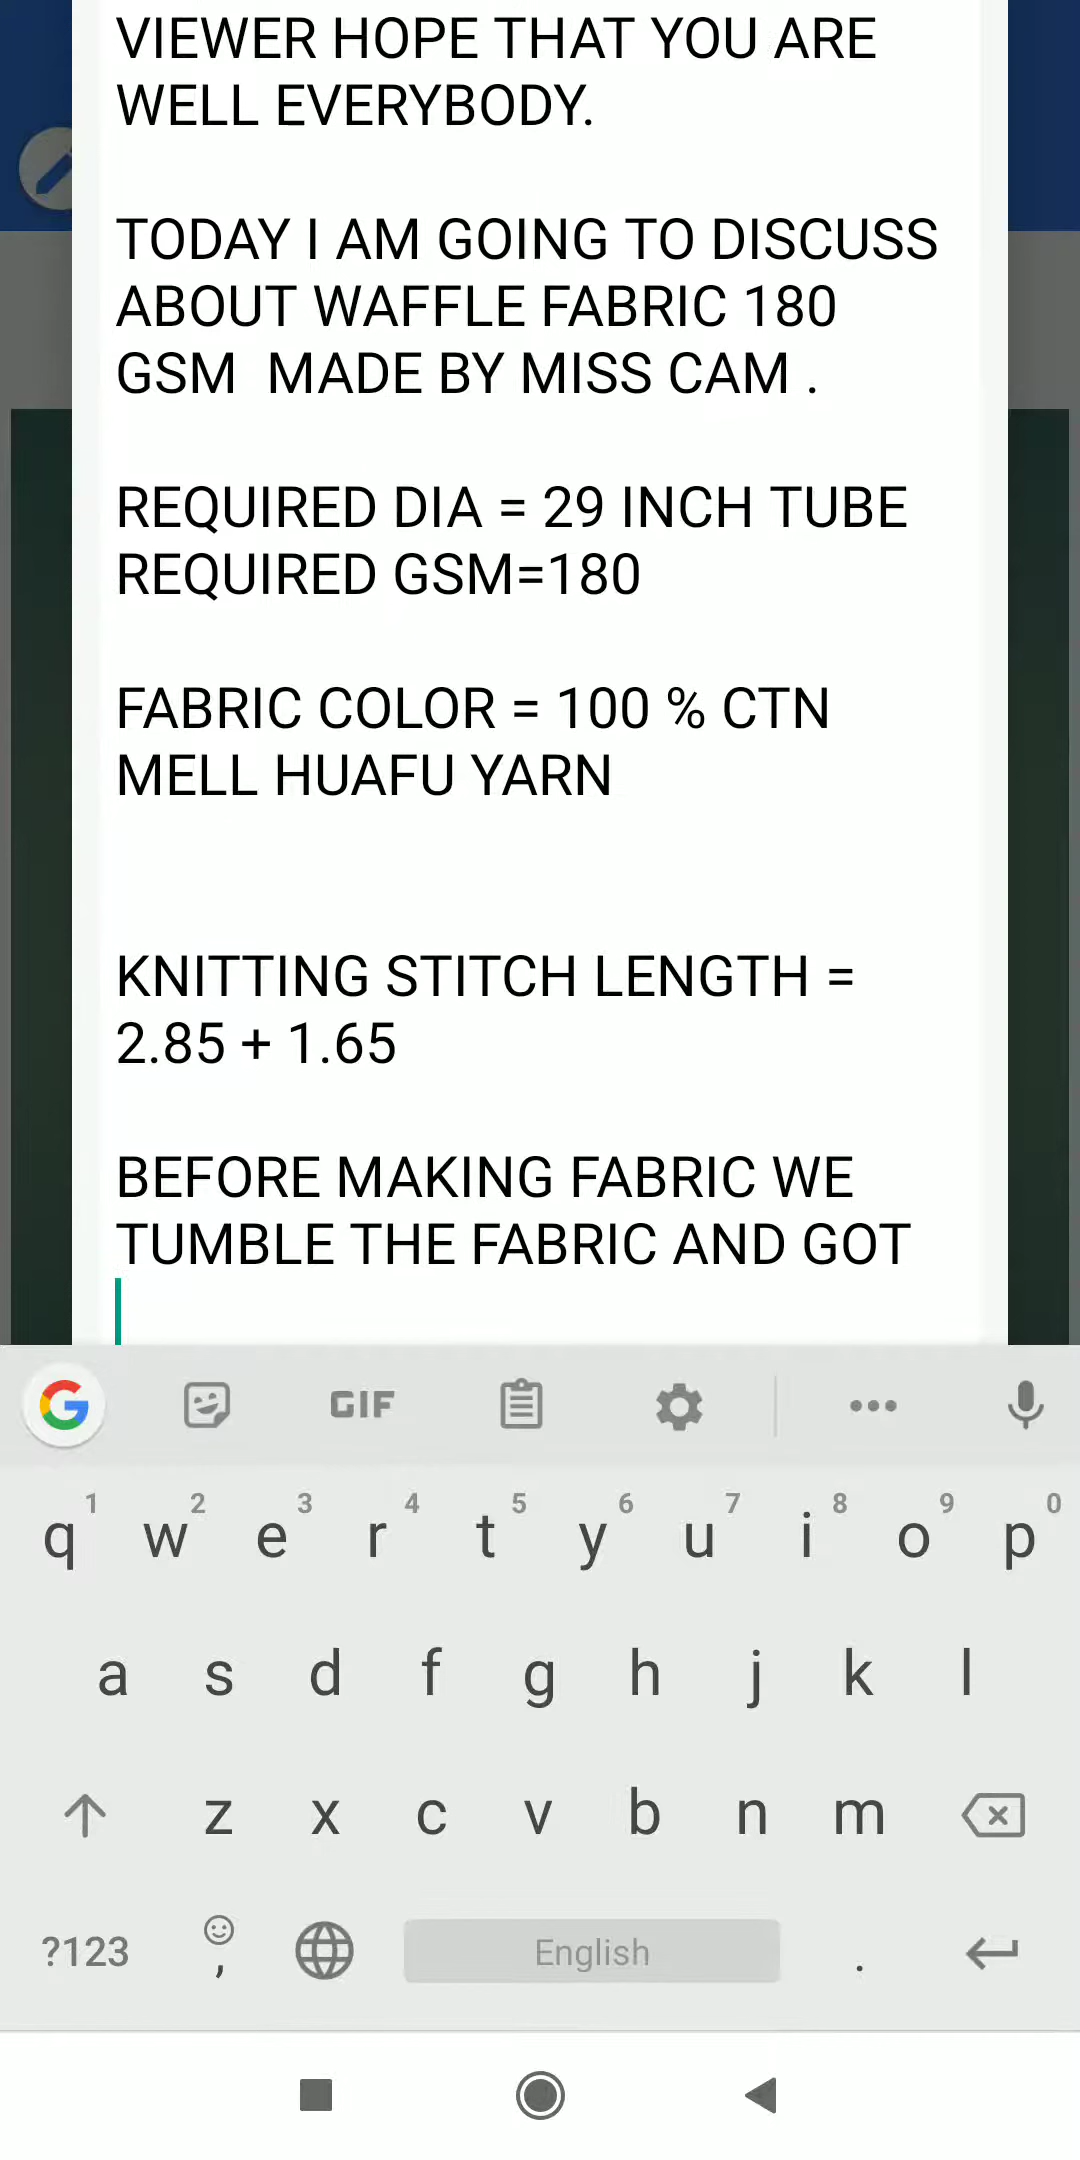 VIEWER HOPE THAT YOU ARE
WELL EVERYBODY.
TODAY I AM GOING TO DISCUSS
ABOUT WAFFLE FABRIC 180
GSM  MADE BY MISS CAM .
REQUIRED DIA = 29 INCH TUBE
REQUIRED GSM=180
FABRIC COLOR = 100 % CTN
MELL HUAFU YARN
KNITTING STITCH LENGTH =
2.85 + 1.65
BEFORE MAKING FABRIC WE
TUMBLE THE FABRIC AND GOT
G GIF
1 2 3 4 5 6 7 8 9 0
q w e r t y u i o p
a s d f g h j k l
z x c v b n m
?123 , English .